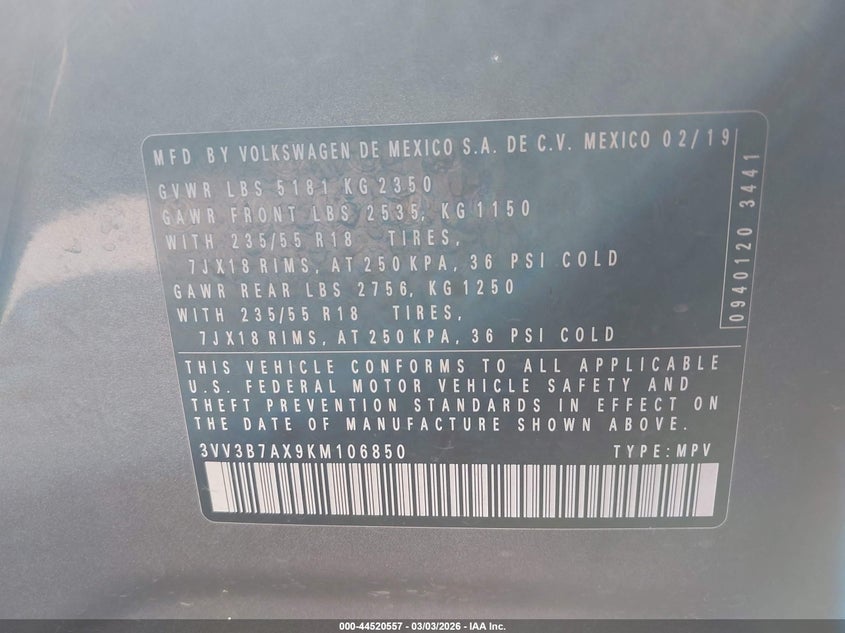 MFD BY VOLKSWAGEN DE MEXICO S.A. DE C.V. MEXICO 02/19
GVWR LBS 5181 KG 2350
GAWR FRONT LBS 2535, KG 1150
WITH 235/55 R18 TIRES,
7JX18 RIMS, AT 250 KPA, 36 PSI COLD
GAWR REAR LBS 2756, KG 1250
WITH 235/55 R18 TIRES,
7JX18 RIMS, AT 250 KPA, 36 PSI COLD
0940120 3441
THIS VEHICLE CONFORMS TO ALL APPLICABLE
U.S. FEDERAL MOTOR VEHICLE SAFETY AND
THEFT PREVENTION STANDARDS IN EFFECT ON
THE DATE OF MANUFACTURE SHOWN ABOVE.
3VV3B7AX9KM106850 TYPE: MPV
000-44520557 - 03/03/2026 - IAA Inc.